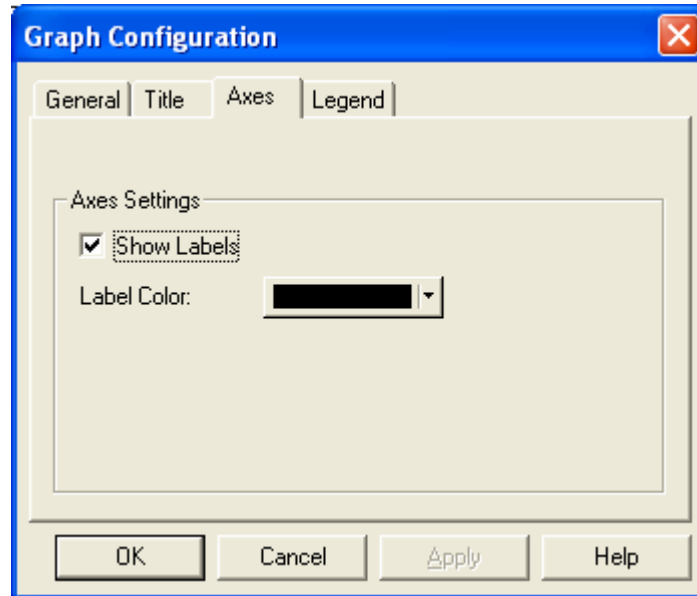 Graph Configuration
General Title Axes Legend
Axes Settings
Show Labels
Label Color:
OK Cancel Apply Help